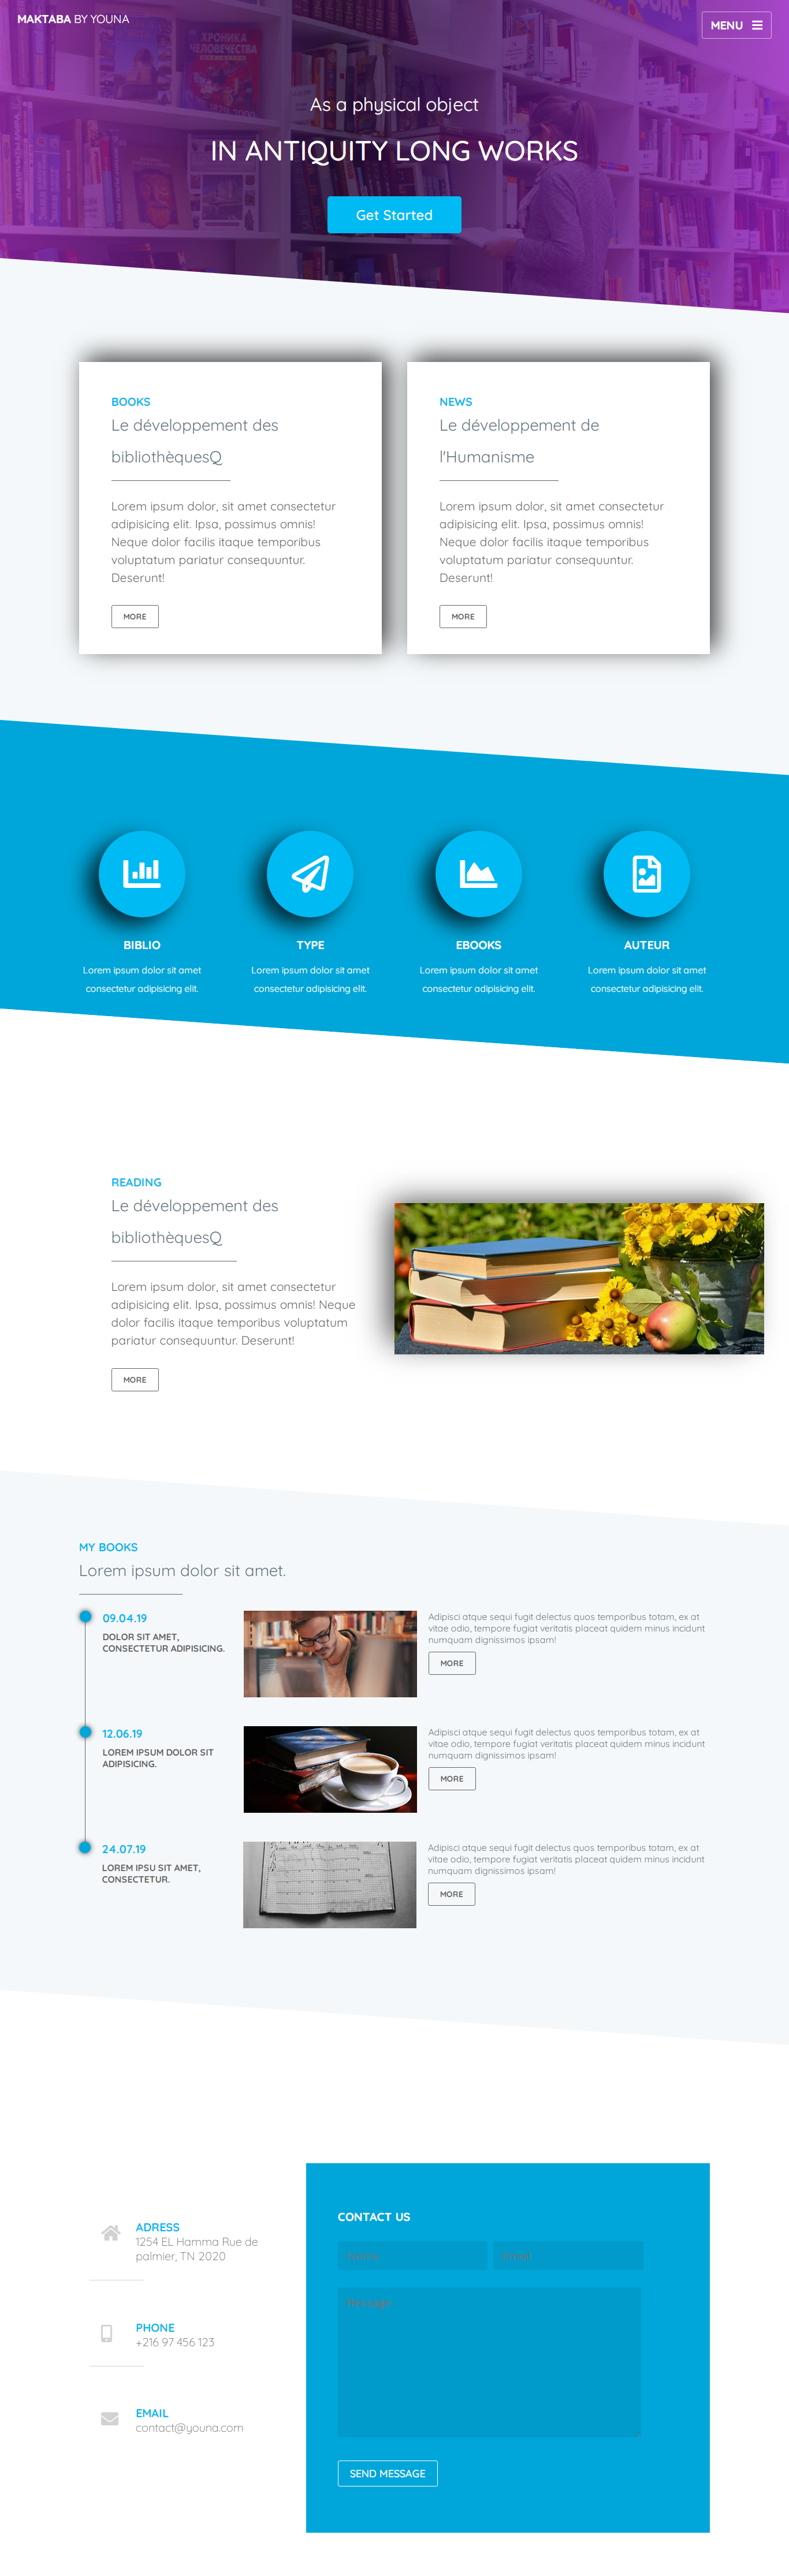 MAKTABA BY YOUNA
MENU
ХРОНИКА
ЧЕЛОВЕЧЕСТВА
As a physical object
IN ANTIQUITY LONG WORKS
Get Started
BOOKS
Le développement des
bibliothèquesQ
Lorem ipsum dolor, sit amet consectetur
adipisicing elit. Ipsa, possimus omnis!
Neque dolor facilis itaque temporibus
voluptatum pariatur consequuntur.
Deserunt!
MORE
NEWS
Le développement de
l'Humanisme
Lorem ipsum dolor, sit amet consectetur
adipisicing elit. Ipsa, possimus omnis!
Neque dolor facilis itaque temporibus
voluptatum pariatur consequuntur.
Deserunt!
MORE
BIBLIO
Lorem ipsum dolor sit amet
consectetur adipisicing elit.
TYPE
Lorem ipsum dolor sit amet
consectetur adipisicing elit.
EBOOKS
Lorem ipsum dolor sit amet
consectetur adipisicing elit.
AUTEUR
Lorem ipsum dolor sit amet
consectetur adipisicing elit.
READING
Le développement des
bibliothèquesQ
Lorem ipsum dolor, sit amet consectetur
adipisicing elit. Ipsa, possimus omnis! Neque
dolor facilis itaque temporibus voluptatum
pariatur consequuntur. Deserunt!
MORE
MY BOOKS
Lorem ipsum dolor sit amet.
09.04.19
DOLOR SIT AMET,
CONSECTETUR ADIPISICING.
Adipisci atque sequi fugit delectus quos temporibus totam, ex at
vitae odio, tempore fugiat veritatis placeat quidem minus incidunt
numquam dignissimos ipsam!
MORE
12.06.19
LOREM IPSUM DOLOR SIT
ADIPISICING.
Adipisci atque sequi fugit delectus quos temporibus totam, ex at
vitae odio, tempore fugiat veritatis placeat quidem minus incidunt
numquam dignissimos ipsam!
MORE
24.07.19
LOREM IPSU SIT AMET,
CONSECTETUR.
Adipisci atque sequi fugit delectus quos temporibus totam, ex at
vitae odio, tempore fugiat veritatis placeat quidem minus incidunt
numquam dignissimos ipsam!
MORE
ADRESS
1254 EL Hamma Rue de
palmier, TN 2020
PHONE
+216 97 456 123
EMAIL
contact@youna.com
CONTACT US
Name
Email
Message
SEND MESSAGE